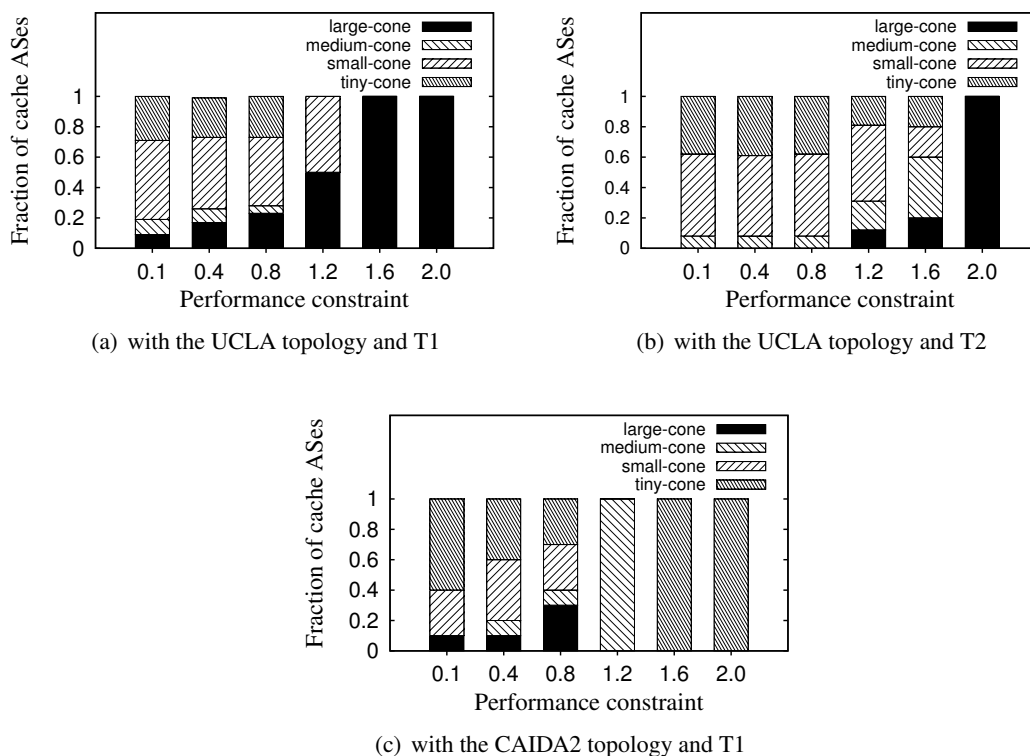 large-cone
medium-cone
small-cone
tiny-cone
Fraction of cache ASes
1
0.8
0.6
0.4
0.2
0
0.1 0.4 0.8 1.2 1.6 2.0
Performance constraint
(a) with the UCLA topology and T1
large-cone
medium-cone
small-cone
tiny-cone
Fraction of cache ASes
1
0.8
0.6
0.4
0.2
0
0.1 0.4 0.8 1.2 1.6 2.0
Performance constraint
(b) with the UCLA topology and T2
large-cone
medium-cone
small-cone
tiny-cone
Fraction of cache ASes
1
0.8
0.6
0.4
0.2
0
0.1 0.4 0.8 1.2 1.6 2.0
Performance constraint
(c) with the CAIDA2 topology and T1